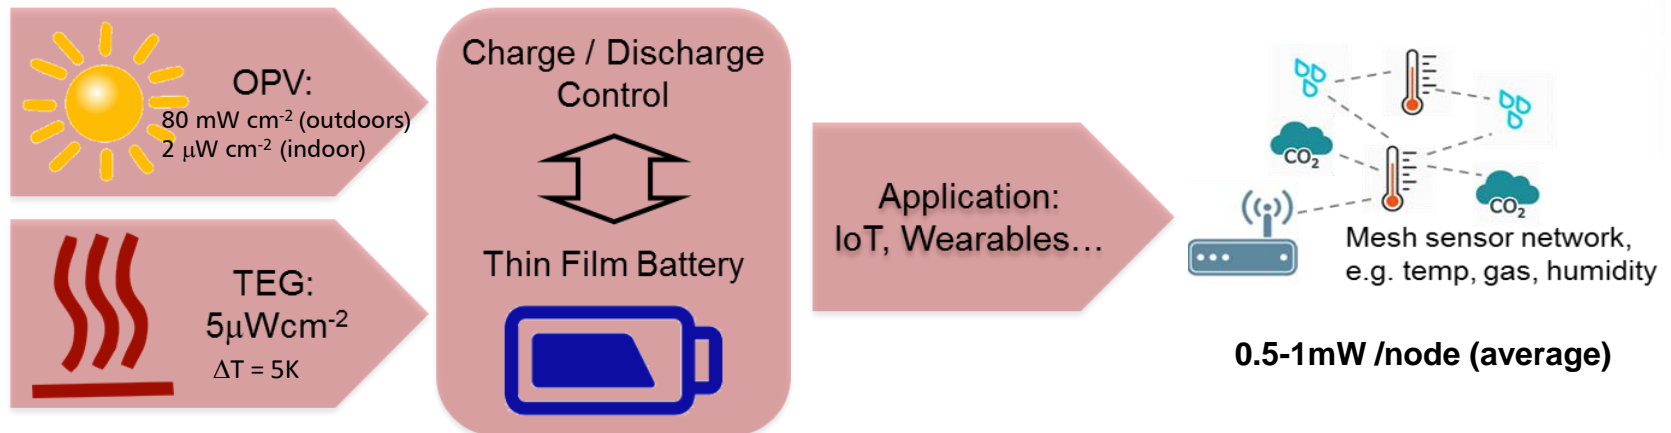 OPV:
80 mW cm-2 (outdoors)
2 μW cm-2 (indoor)
TEG:
5μWcm-2
ΔT = 5K
Charge / Discharge
Control
Thin Film Battery
Application:
IoT, Wearables…
CO2
CO2
Mesh sensor network,
e.g. temp, gas, humidity
0.5-1mW /node (average)